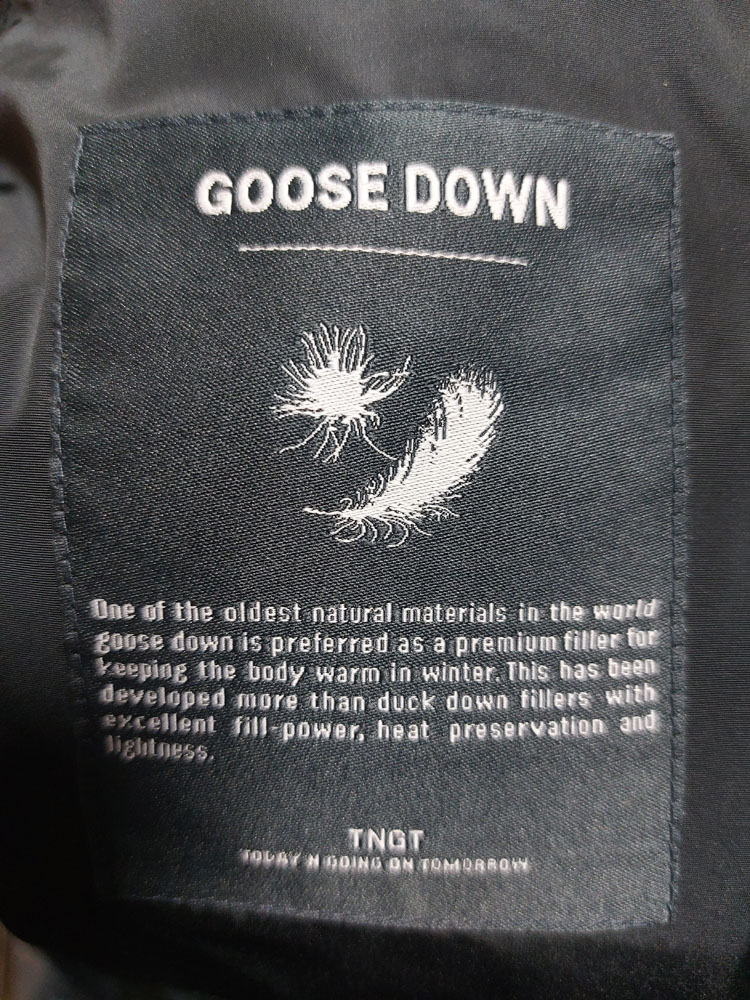 GOOSE DOWN
One of the oldest natural materials in the world
goose down is preferred as a premium filler for
keeping the body warm in winter. This has been
developed more than duck down fillers with
excellent fill-power, heat preservation and
lightness.
TNGT
TODAY N GOING ON TOMORROW